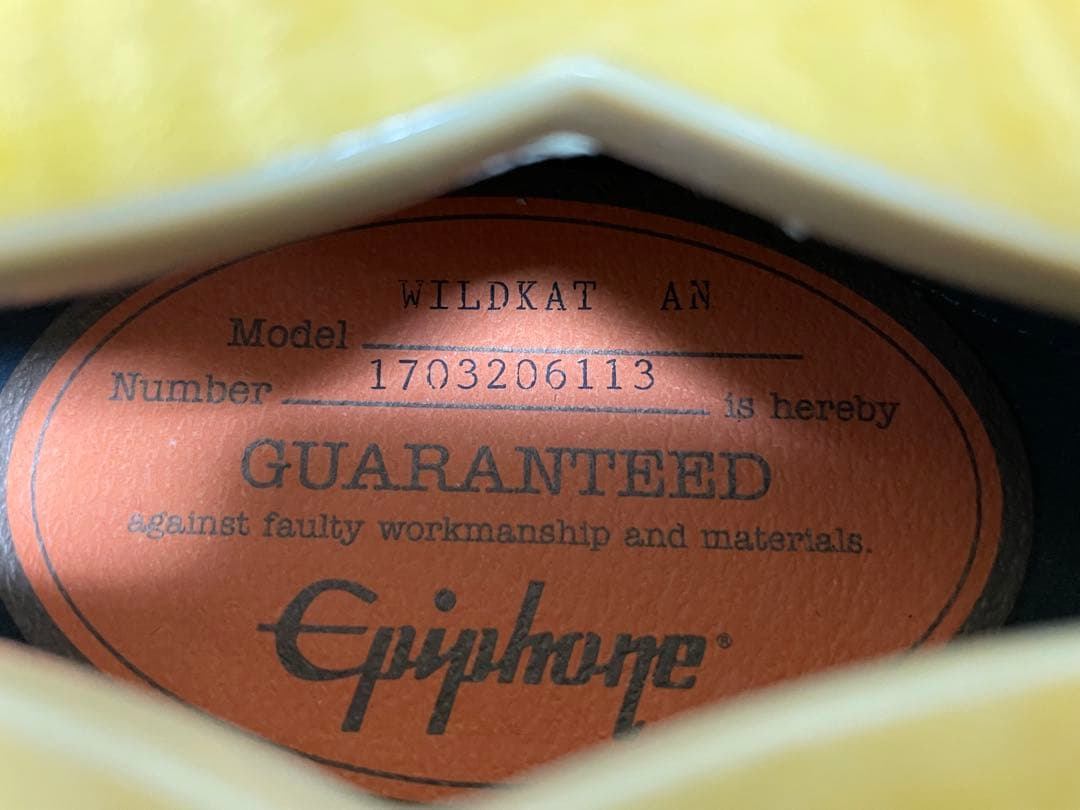 WILDKAT AN
Model
1703206113
Number is hereby
GUARANTEED
against faulty workmanship and materials.
Epiphone®